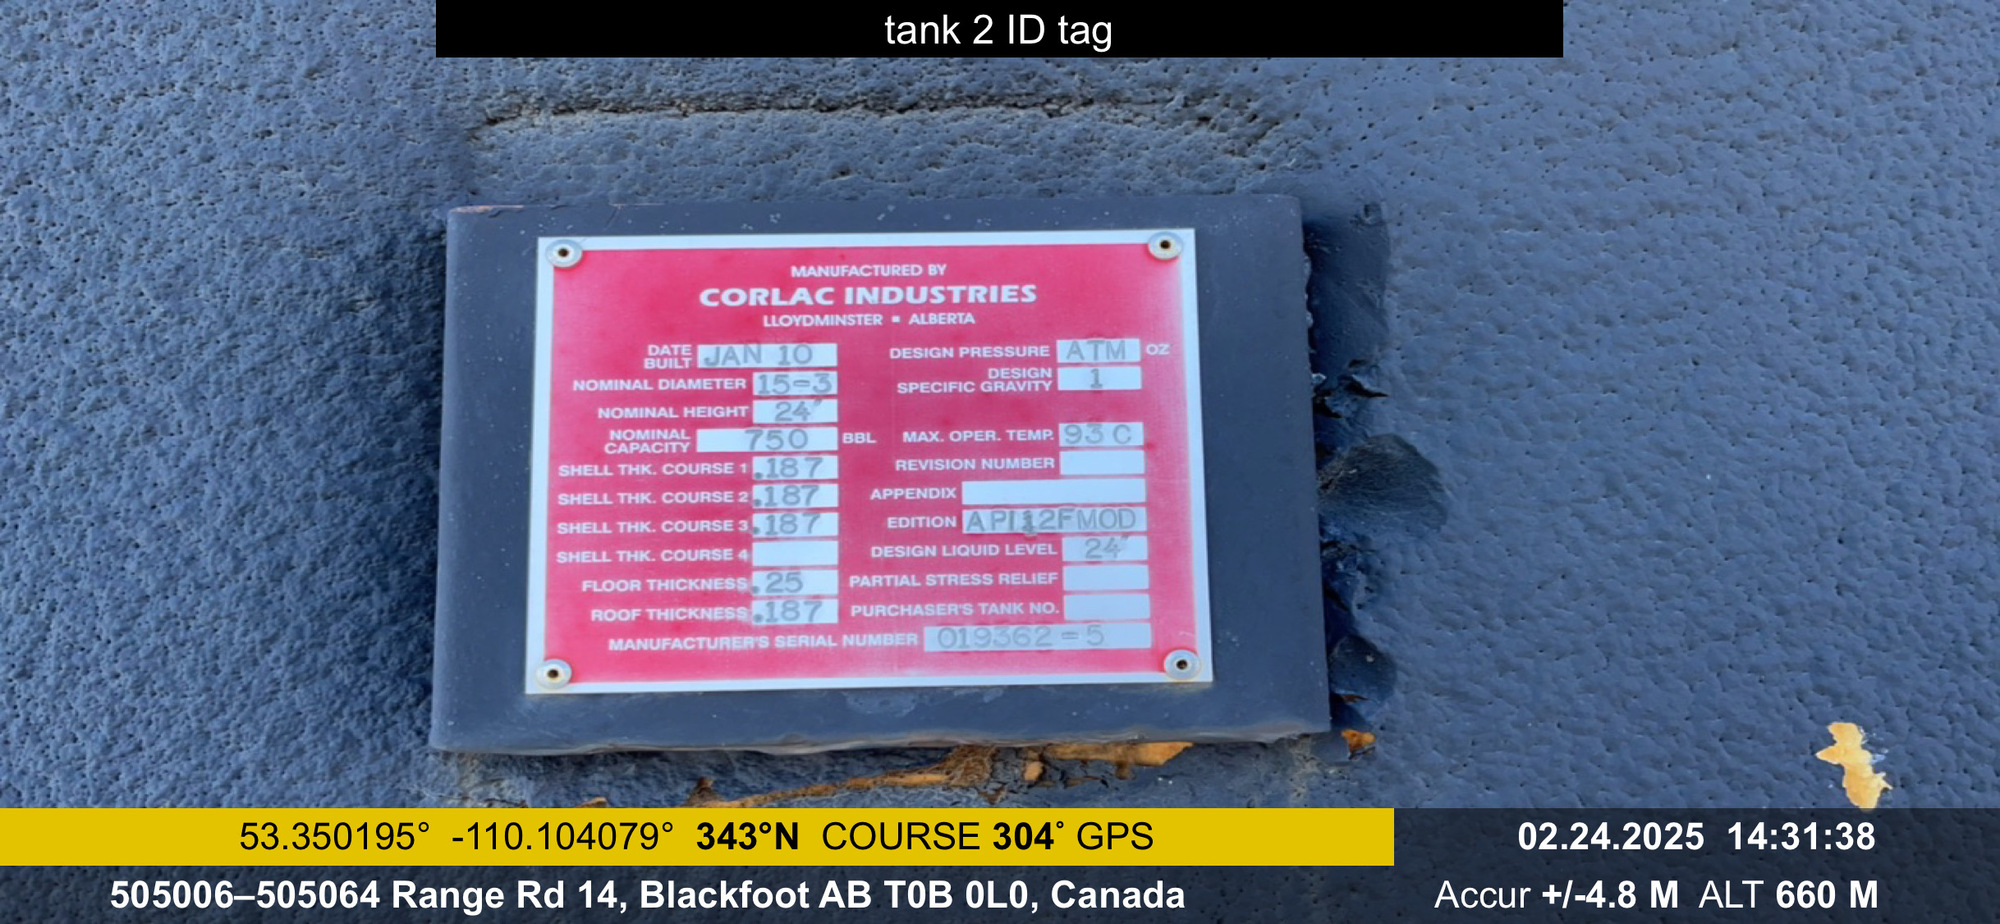 tank 2 ID tag
MANUFACTURED BY
CORLAC INDUSTRIES
LLOYDMINSTER ▪ ALBERTA
DATE BUILT JAN 10
NOMINAL DIAMETER 15-3
NOMINAL HEIGHT 24'
NOMINAL CAPACITY 750 BBL
SHELL THK. COURSE 1 .187
SHELL THK. COURSE 2 .187
SHELL THK. COURSE 3 .187
SHELL THK. COURSE 4
FLOOR THICKNESS .25
ROOF THICKNESS .187
DESIGN PRESSURE ATM OZ
DESIGN SPECIFIC GRAVITY 1
MAX. OPER. TEMP. 93 C
REVISION NUMBER
APPENDIX
EDITION API12FMOD
DESIGN LIQUID LEVEL 24'
PARTIAL STRESS RELIEF
PURCHASER'S TANK NO.
MANUFACTURER'S SERIAL NUMBER 019362-5
53.350195° -110.104079° 343°N COURSE 304° GPS
02.24.2025 14:31:38
505006–505064 Range Rd 14, Blackfoot AB T0B 0L0, Canada
Accur +/-4.8 M ALT 660 M